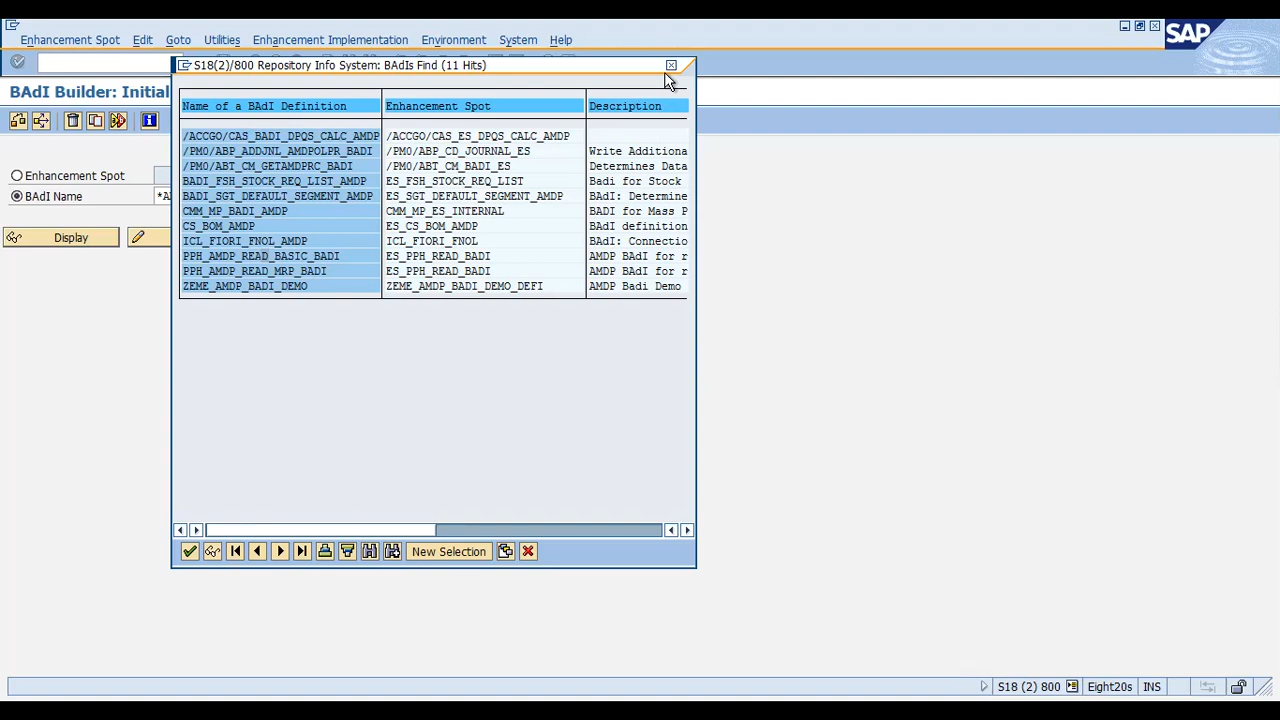 Enhancement Spot Edit Goto Utilities Enhancement Implementation Environment System Help
SAP
S18(2)/800 Repository Info System: BAdIs Find (11 Hits)
BAdI Builder: Initial
Name of a BAdI Definition Enhancement Spot Description
/ACCGO/CAS_BADI_DPQS_CALC_AMDP /ACCGO/CAS_ES_DPQS_CALC_AMDP
/PM0/ABP_ADDJNL_AMDPOLPR_BADI /PM0/ABP_CD_JOURNAL_ES Write Additiona
/PM0/ABT_CM_GETAMDPRC_BADI /PM0/ABT_CM_BADI_ES Determines Data
Enhancement Spot
BADI_FSH_STOCK_REQ_LIST_AMDP ES_FSH_STOCK_REQ_LIST Badi for Stock
BAdI Name *A
BADI_SGT_DEFAULT_SEGMENT_AMDP ES_SGT_DEFAULT_SEGMENT_AMDP BAdI: Determine
CMM_MP_BADI_AMDP CMM_MP_ES_INTERNAL BADI for Mass P
CS_BOM_AMDP ES_CS_BOM_AMDP BAdI definition
Display
ICL_FIORI_FNOL_AMDP ICL_FIORI_FNOL BAdI: Connectio
PPH_AMDP_READ_BASIC_BADI ES_PPH_READ_BADI AMDP BAdI for r
PPH_AMDP_READ_MRP_BADI ES_PPH_READ_BADI AMDP BAdI for r
ZEME_AMDP_BADI_DEMO ZEME_AMDP_BADI_DEMO_DEFI AMDP Badi Demo
New Selection
S18 (2) 800 Eight20s INS